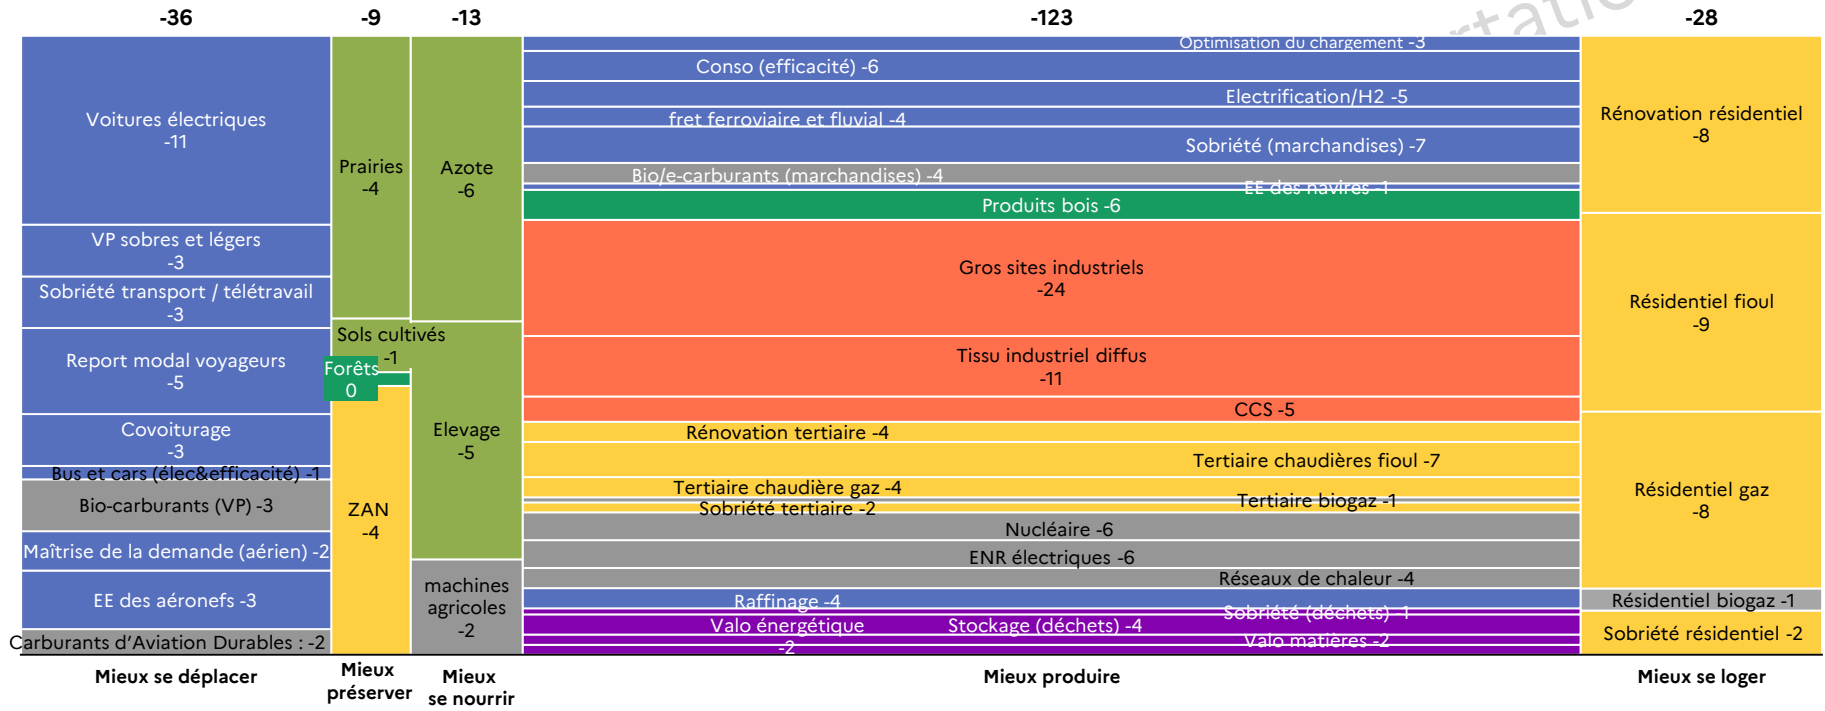 -36
-9
-13
-123
-28
Voitures électriques
-11
VP sobres et légers
-3
Sobriété transport / télétravail
-3
Report modal voyageurs
-5
Covoiturage
-3
Bus et cars (élec&efficacité) -1
Bio-carburants (VP) -3
Maîtrise de la demande (aérien) -2
EE des aéronefs -3
Carburants d’Aviation Durables : -2
Mieux se déplacer
Prairies
-4
Sols cultivés
-1
Forêts
0
ZAN
-4
Mieux
préserver
Azote
-6
Elevage
-5
machines
agricoles
-2
Mieux
se nourrir
Optimisation du chargement -3
Conso (efficacité) -6
Electrification/H2 -5
fret ferroviaire et fluvial -4
Sobriété (marchandises) -7
Bio/e-carburants (marchandises) -4
EE des navires -1
Produits bois -6
Gros sites industriels
-24
Tissu industriel diffus
-11
CCS -5
Rénovation tertiaire -4
Tertiaire chaudières fioul -7
Tertiaire chaudière gaz -4
Tertiaire biogaz -1
Sobriété tertiaire -2
Nucléaire -6
ENR électriques -6
Réseaux de chaleur -4
Raffinage -4
Sobriété (déchets) -1
Valo énergétique
-2
Stockage (déchets) -4
Valo matières -2
Mieux produire
Rénovation résidentiel
-8
Résidentiel fioul
-9
Résidentiel gaz
-8
Résidentiel biogaz -1
Sobriété résidentiel -2
Mieux se loger